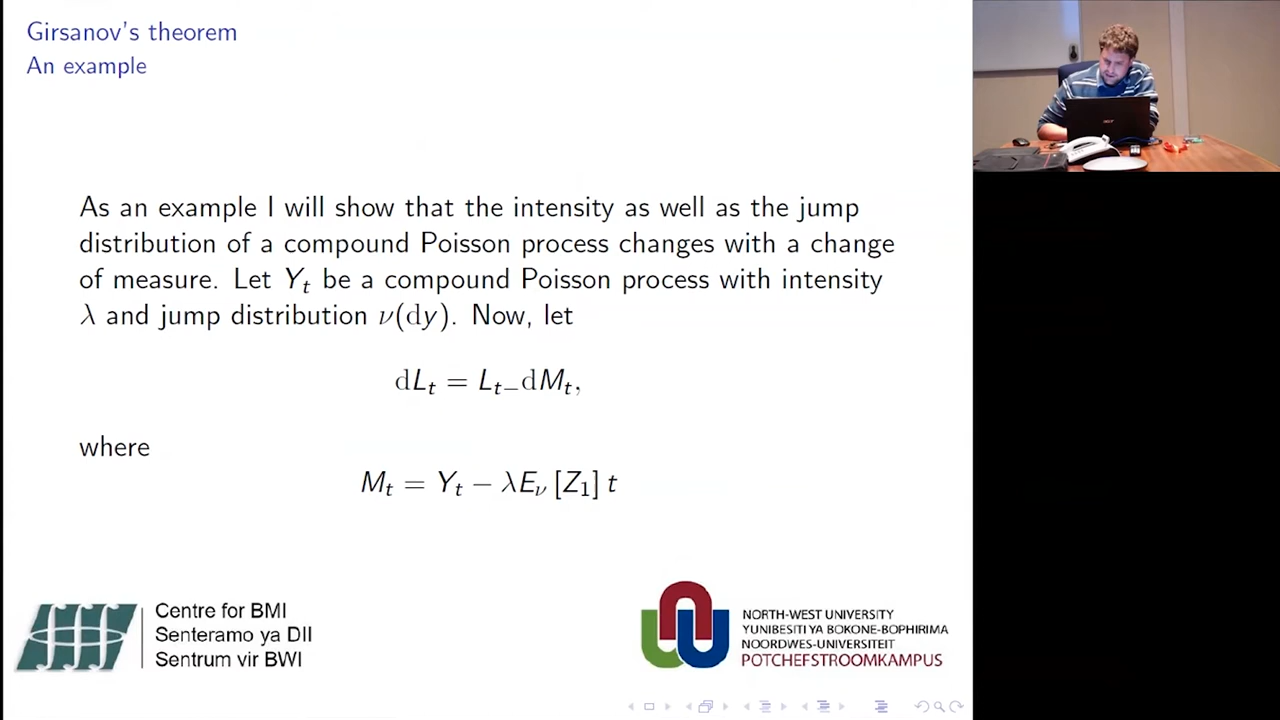 Girsanov's theorem
An example
As an example I will show that the intensity as well as the jump
distribution of a compound Poisson process changes with a change
of measure. Let Y_t be a compound Poisson process with intensity
λ and jump distribution ν(dy). Now, let
dL_t = L_{t−}dM_t,
where
M_t = Y_t − λE_ν [Z_1] t
Centre for BMI
Senteramo ya DII
Sentrum vir BWI
NORTH-WEST UNIVERSITY
YUNIBESITI YA BOKONE-BOPHIRIMA
NOORDWES-UNIVERSITEIT
POTCHEFSTROOMKAMPUS